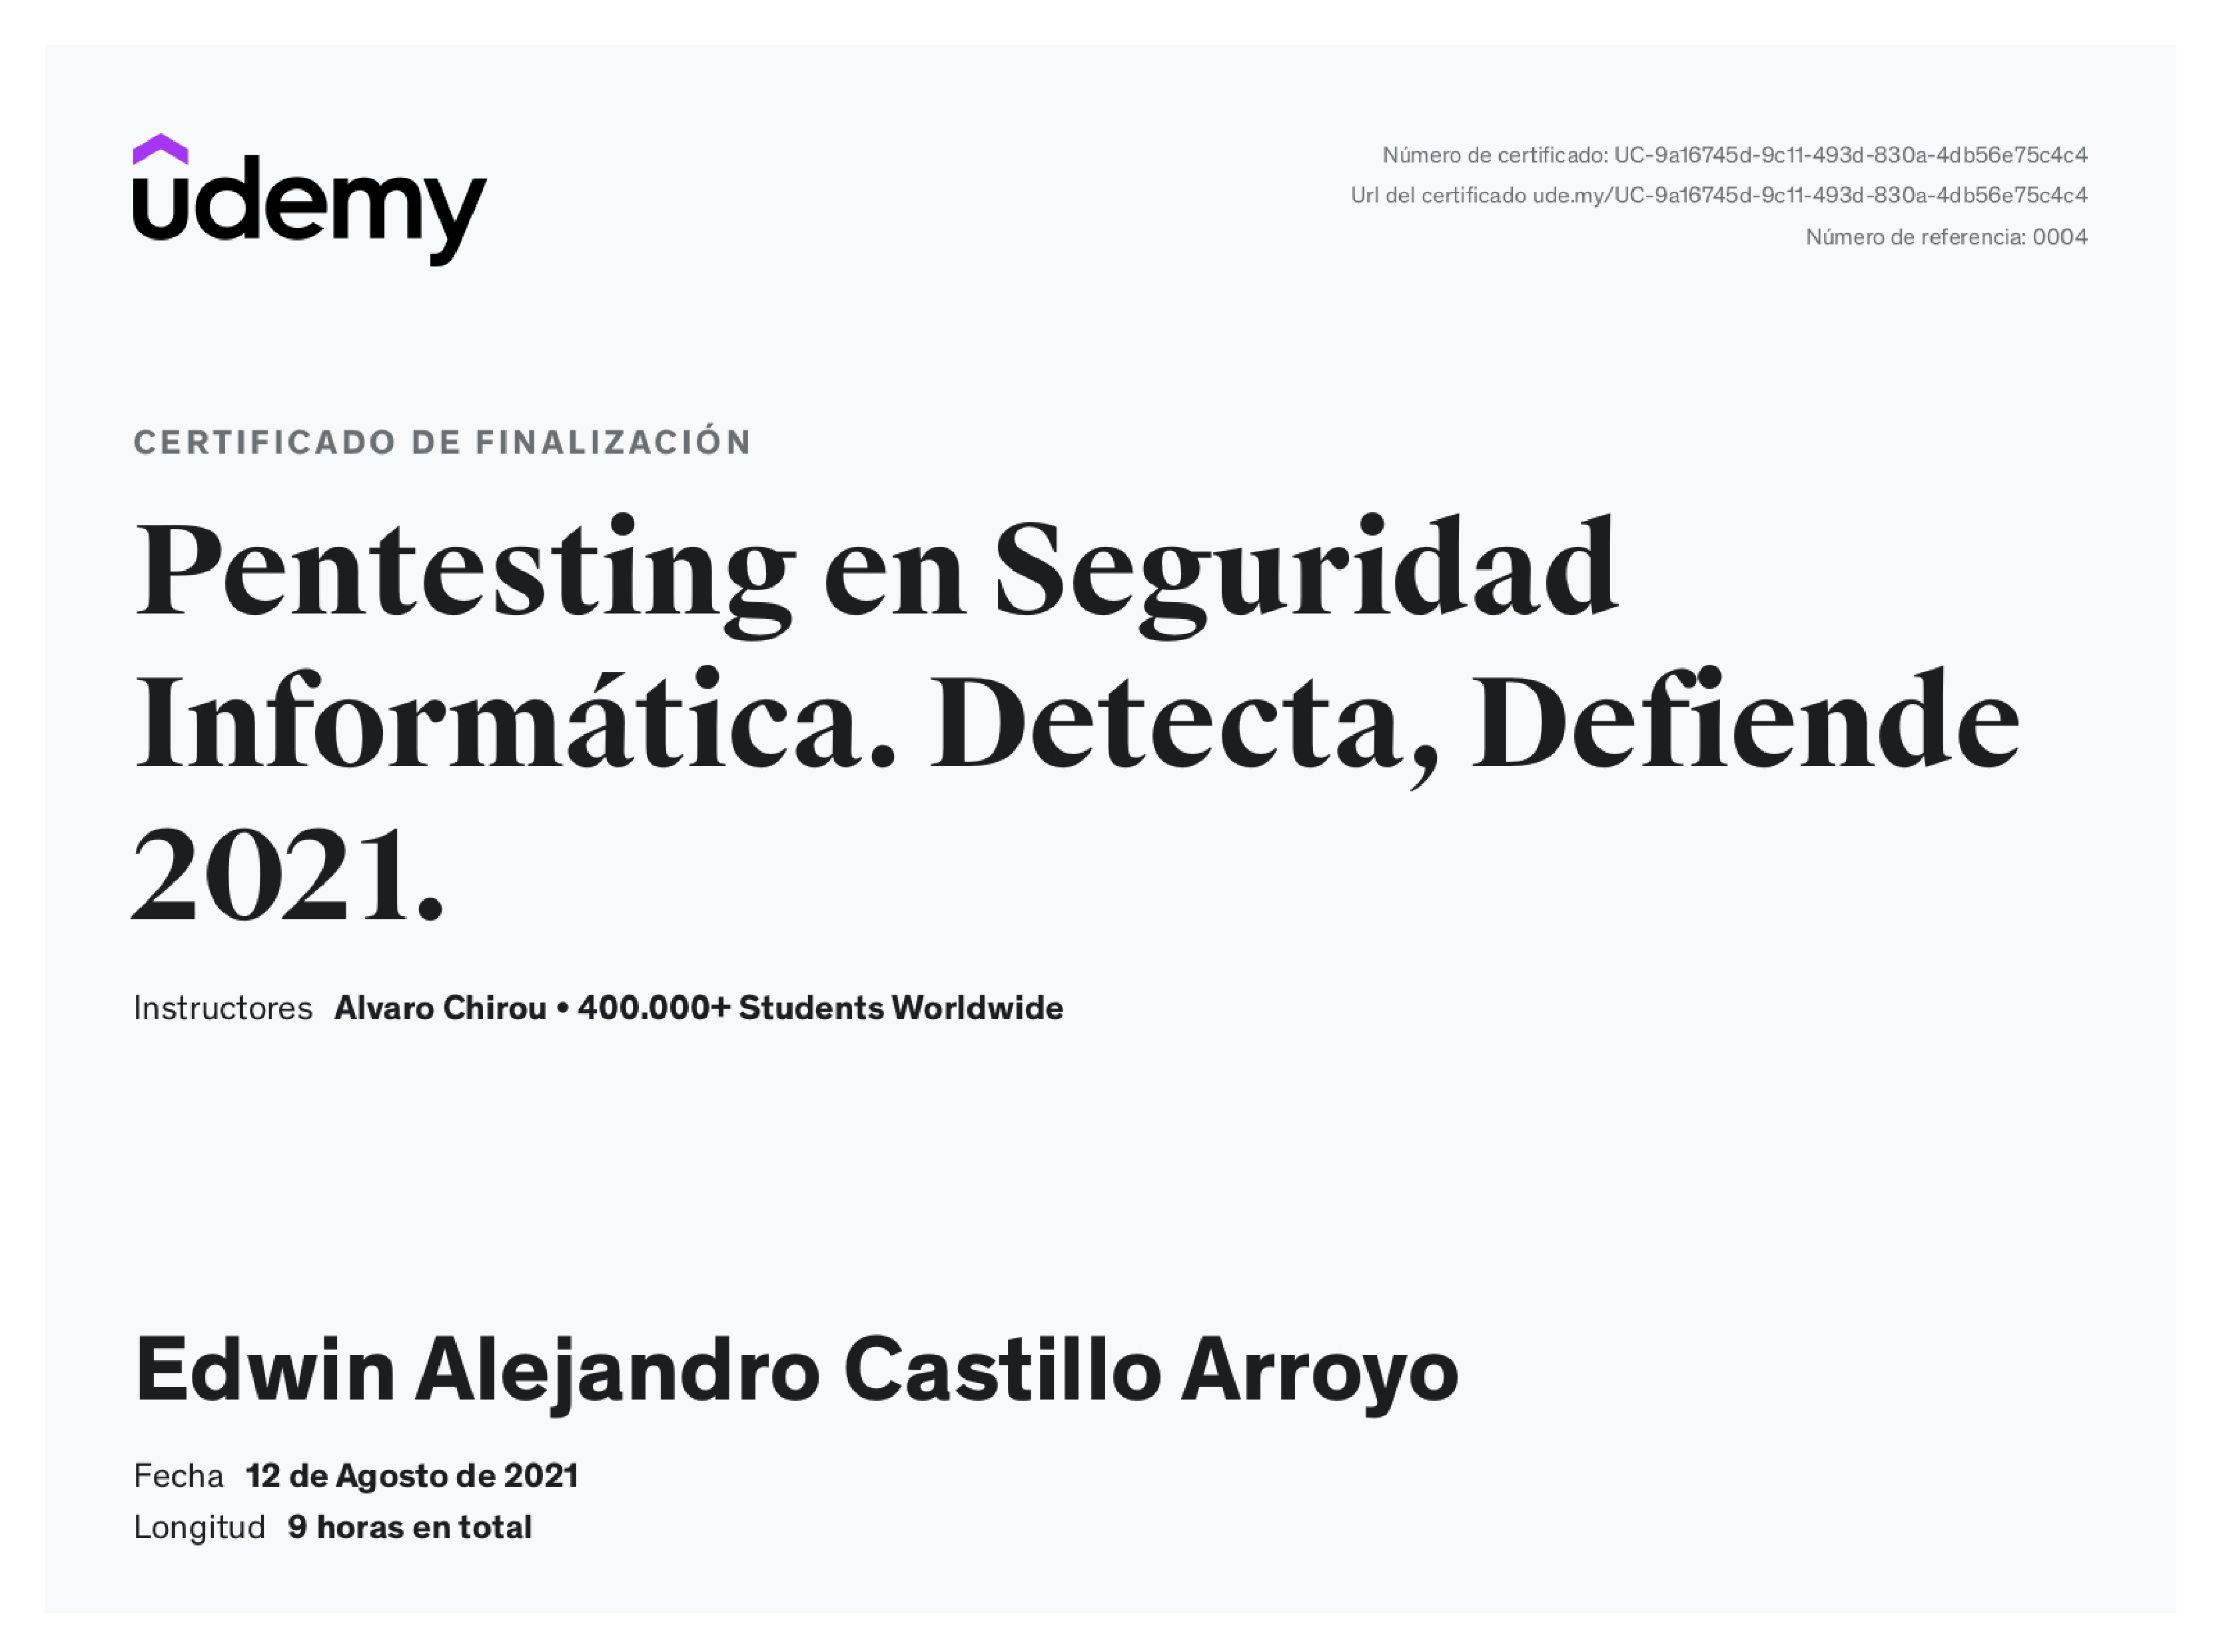 udemy
Número de certificado: UC-9a16745d-9c11-493d-830a-4db56e75c4c4
Url del certificado ude.my/UC-9a16745d-9c11-493d-830a-4db56e75c4c4
Número de referencia: 0004
CERTIFICADO DE FINALIZACIÓN
Pentesting en Seguridad
Informática. Detecta, Defiende
2021.
Instructores Alvaro Chirou • 400.000+ Students Worldwide
Edwin Alejandro Castillo Arroyo
Fecha 12 de Agosto de 2021
Longitud 9 horas en total